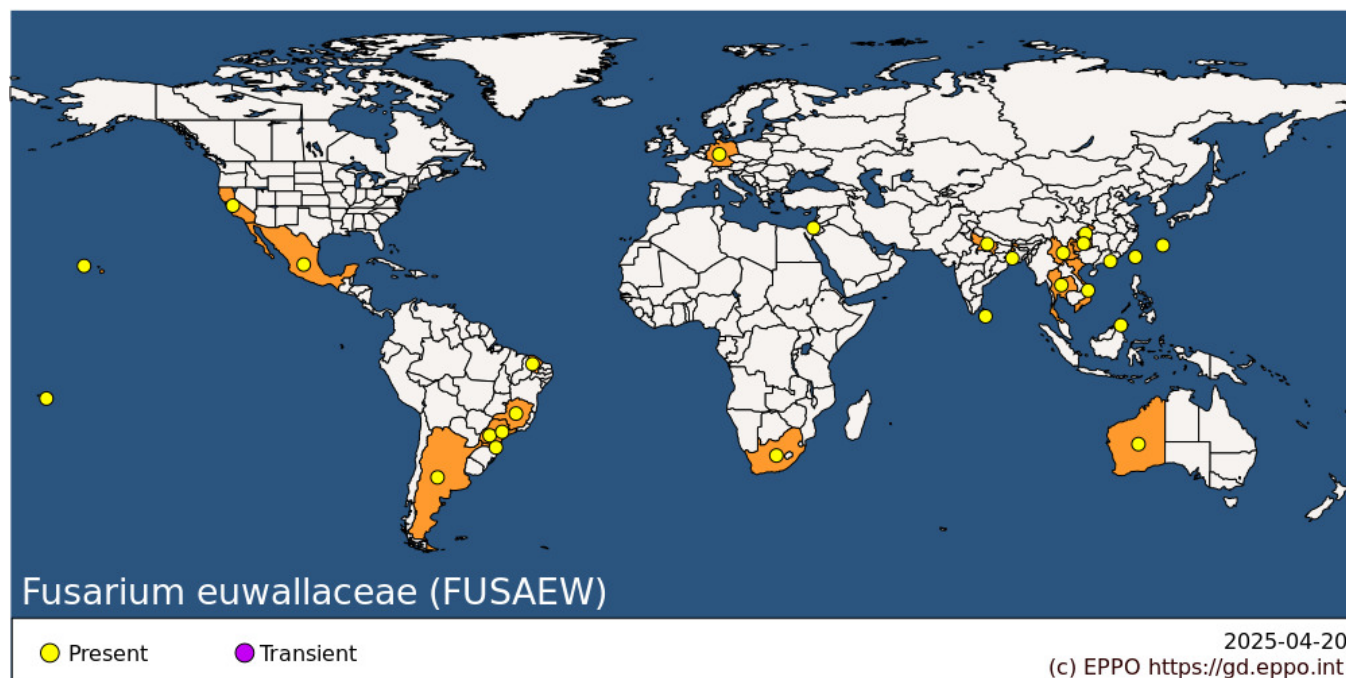 Fusarium euwallaceae (FUSAEW)
Present
Transient
2025-04-20
(c) EPPO https://gd.eppo.int